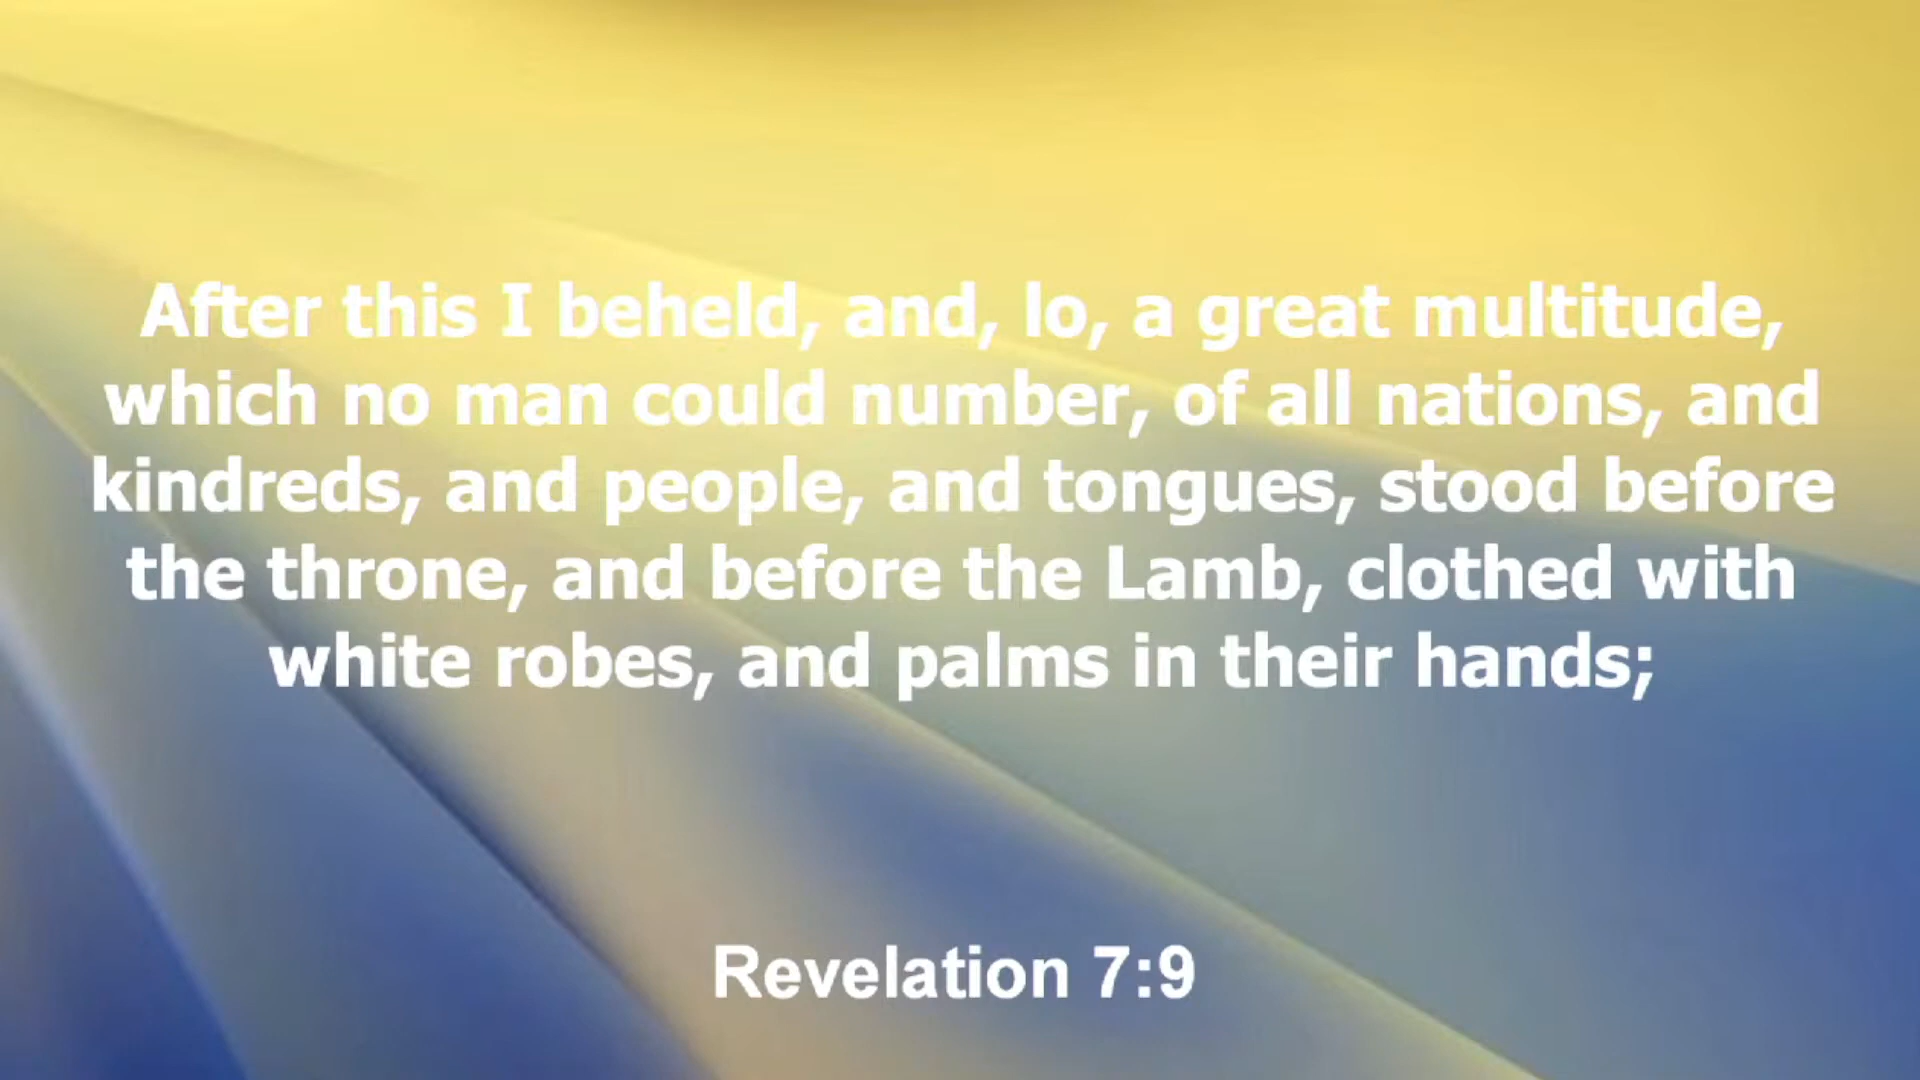 After this I beheld, and, lo, a great multitude,
which no man could number, of all nations, and
kindreds, and people, and tongues, stood before
the throne, and before the Lamb, clothed with
white robes, and palms in their hands;
Revelation 7:9